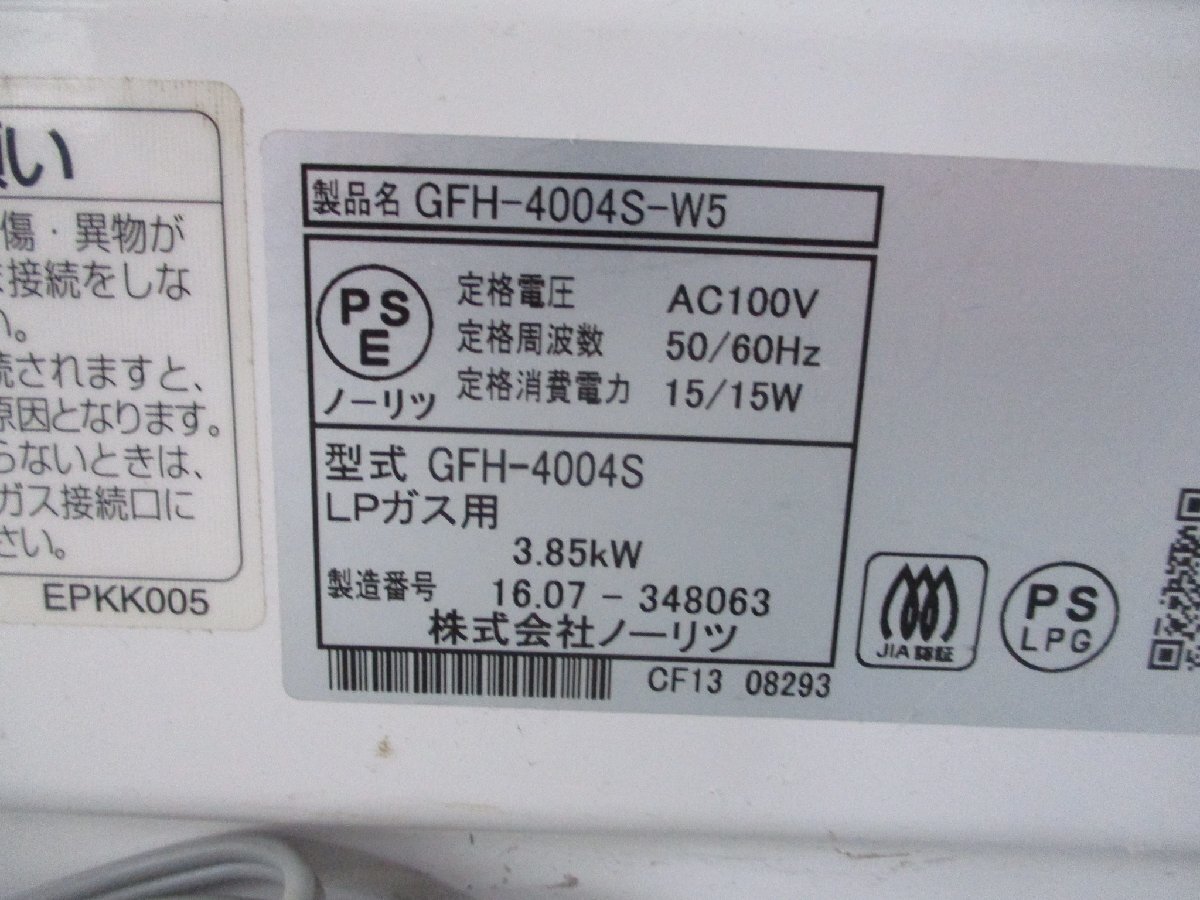 い
傷・異物が
接続をしな
い。
続されますと、
原因となります。
らないときは、
ガス接続口に
さい。
EPKK005
製品名 GFH-4004S-W5
PS
E
ノーリツ
定格電圧 AC100V
定格周波数 50/60Hz
定格消費電力 15/15W
型式 GFH-4004S
LPガス用
3.85kW
製造番号 16.07 - 348063
株式会社ノーリツ
CF13 08293
JIA 認証
PS
LPG